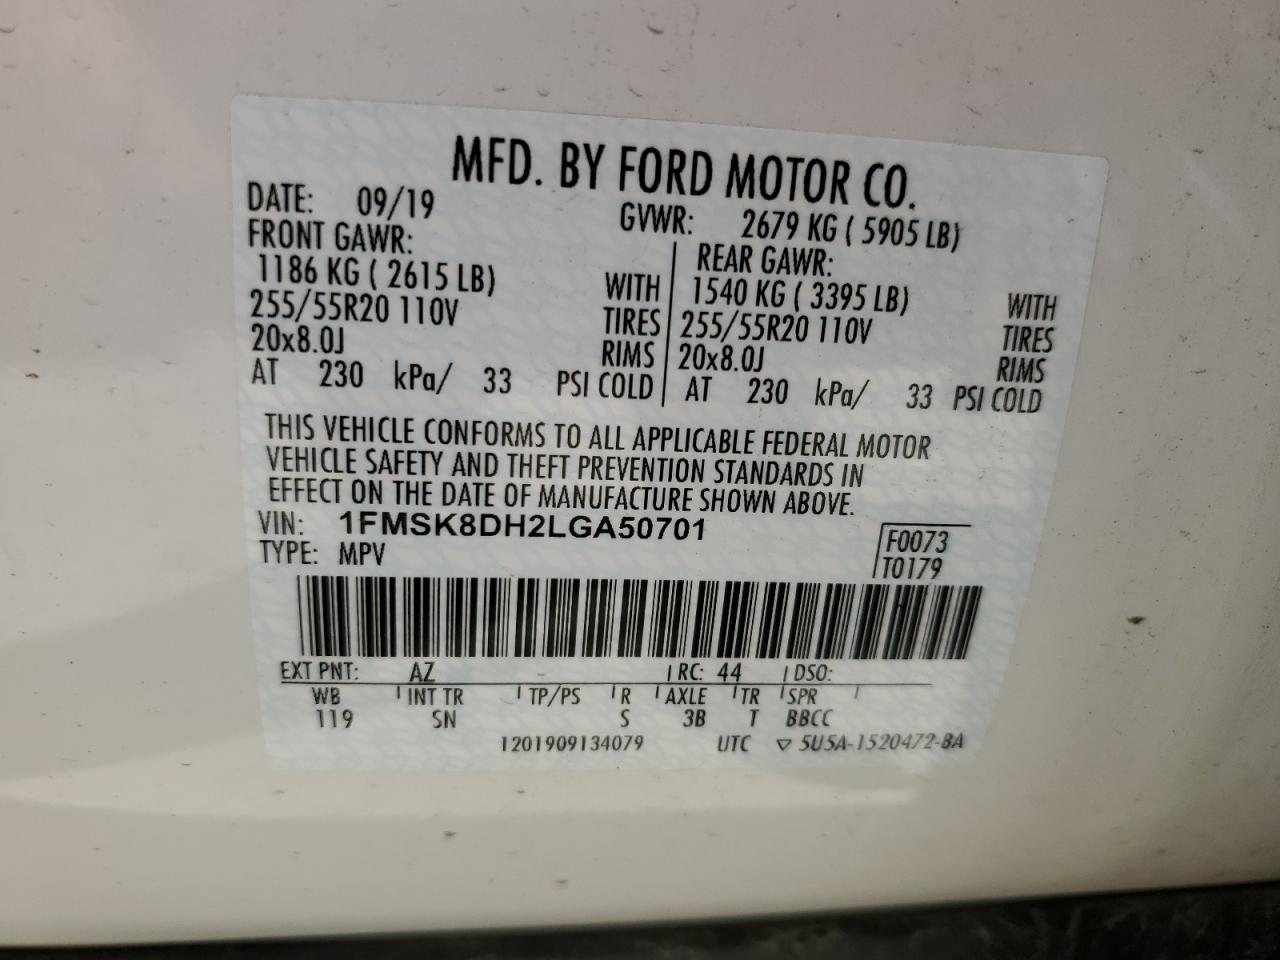 MFD. BY FORD MOTOR CO.
DATE: 09/19 GVWR: 2679 KG ( 5905 LB)
FRONT GAWR: REAR GAWR:
1186 KG ( 2615 LB) WITH 1540 KG ( 3395 LB) WITH
255/55R20 110V TIRES 255/55R20 110V TIRES
20x8.0J RIMS 20x8.0J RIMS
AT 230 kPa/ 33 PSI COLD AT 230 kPa/ 33 PSI COLD
THIS VEHICLE CONFORMS TO ALL APPLICABLE FEDERAL MOTOR
VEHICLE SAFETY AND THEFT PREVENTION STANDARDS IN
EFFECT ON THE DATE OF MANUFACTURE SHOWN ABOVE.
VIN: 1FMSK8DH2LGA50701
TYPE: MPV
F0073
T0179
EXT PNT: AZ RC: 44 DSO:
WB INT TR TP/PS R AXLE TR SPR
119 SN S 3B T BBCC
1201909134079 UTC ▽ 5U5A-1520472-BA